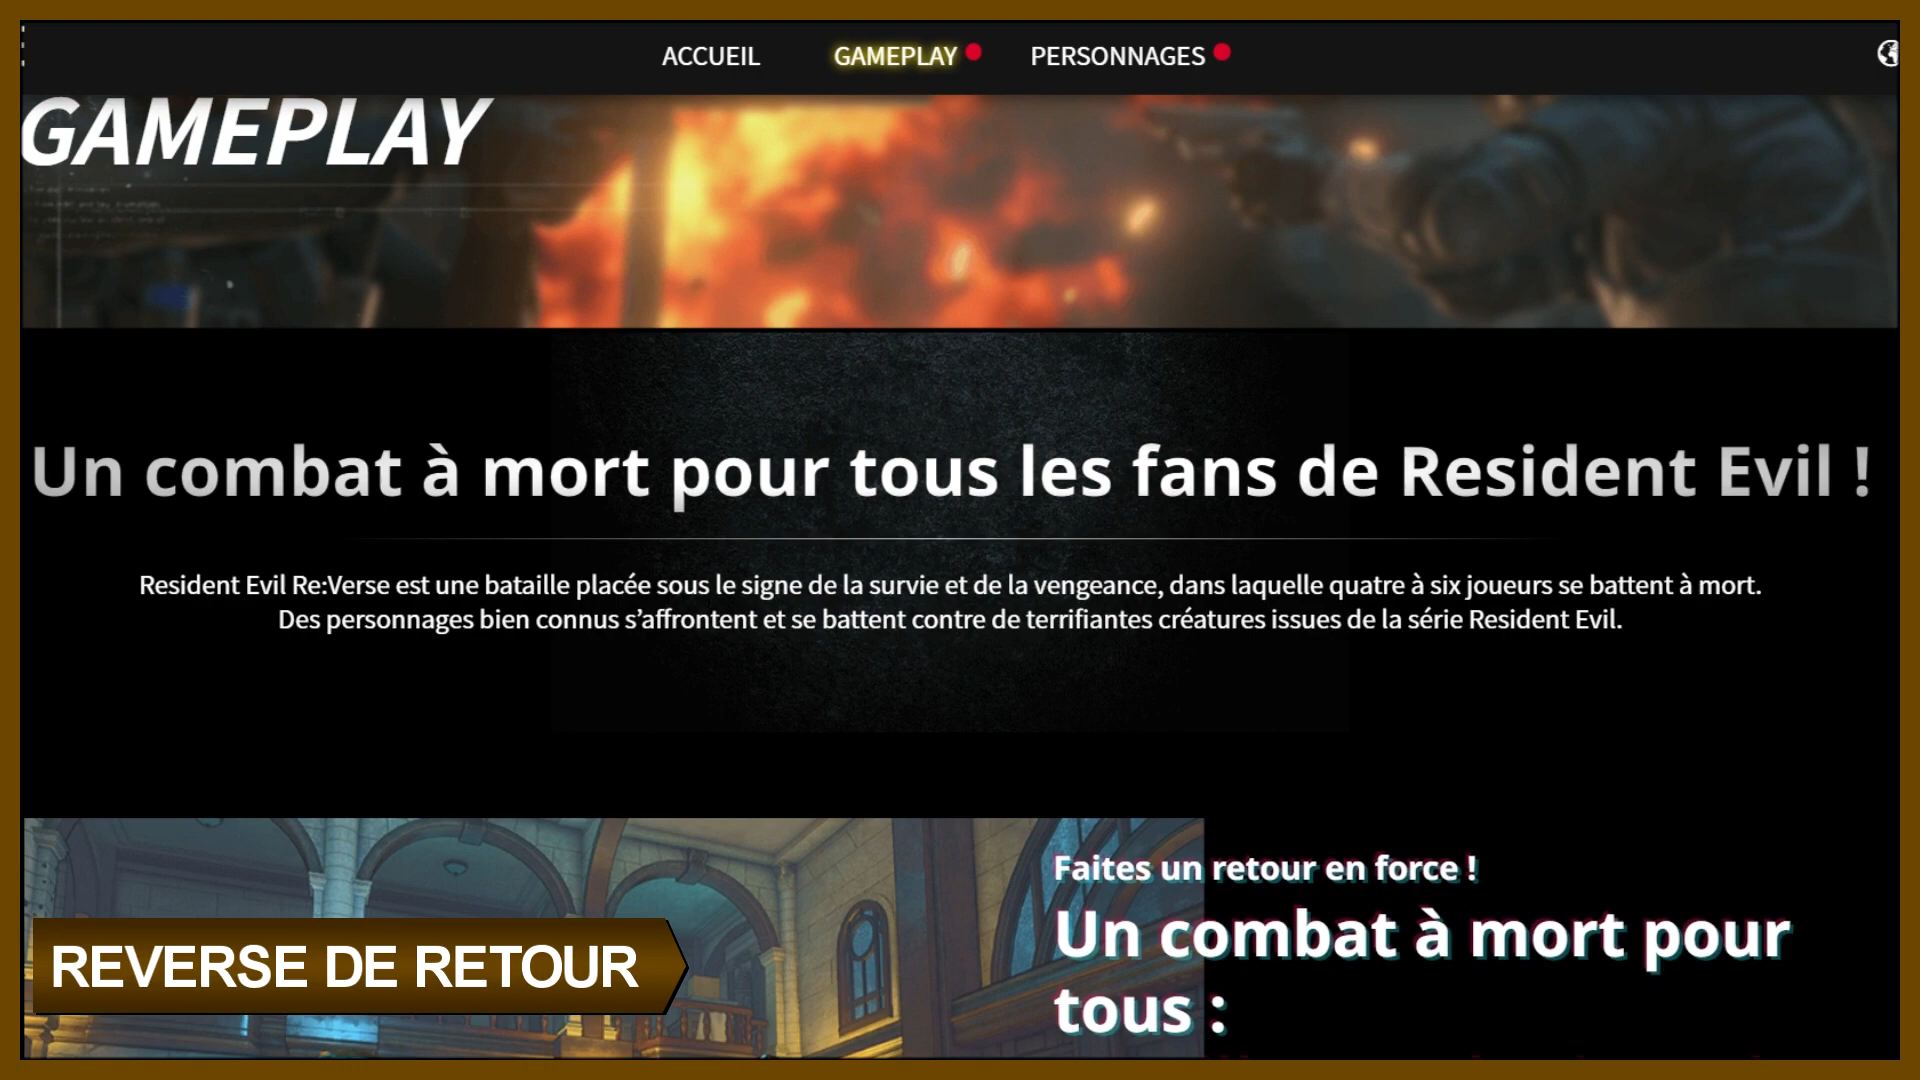 ACCUEIL GAMEPLAY PERSONNAGES
GAMEPLAY
Un combat à mort pour tous les fans de Resident Evil !
Resident Evil Re:Verse est une bataille placée sous le signe de la survie et de la vengeance, dans laquelle quatre à six joueurs se battent à mort.
Des personnages bien connus s’affrontent et se battent contre de terrifiantes créatures issues de la série Resident Evil.
Faites un retour en force !
Un combat à mort pour
tous :
REVERSE DE RETOUR